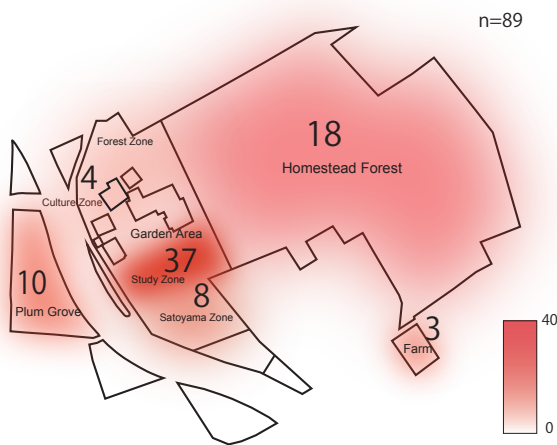 n=89
18
Homestead Forest
Forest Zone
4
Culture Zone
Garden Area
37
Study Zone
10
Plum Grove
8
Satoyama Zone
3
Farm
40
0